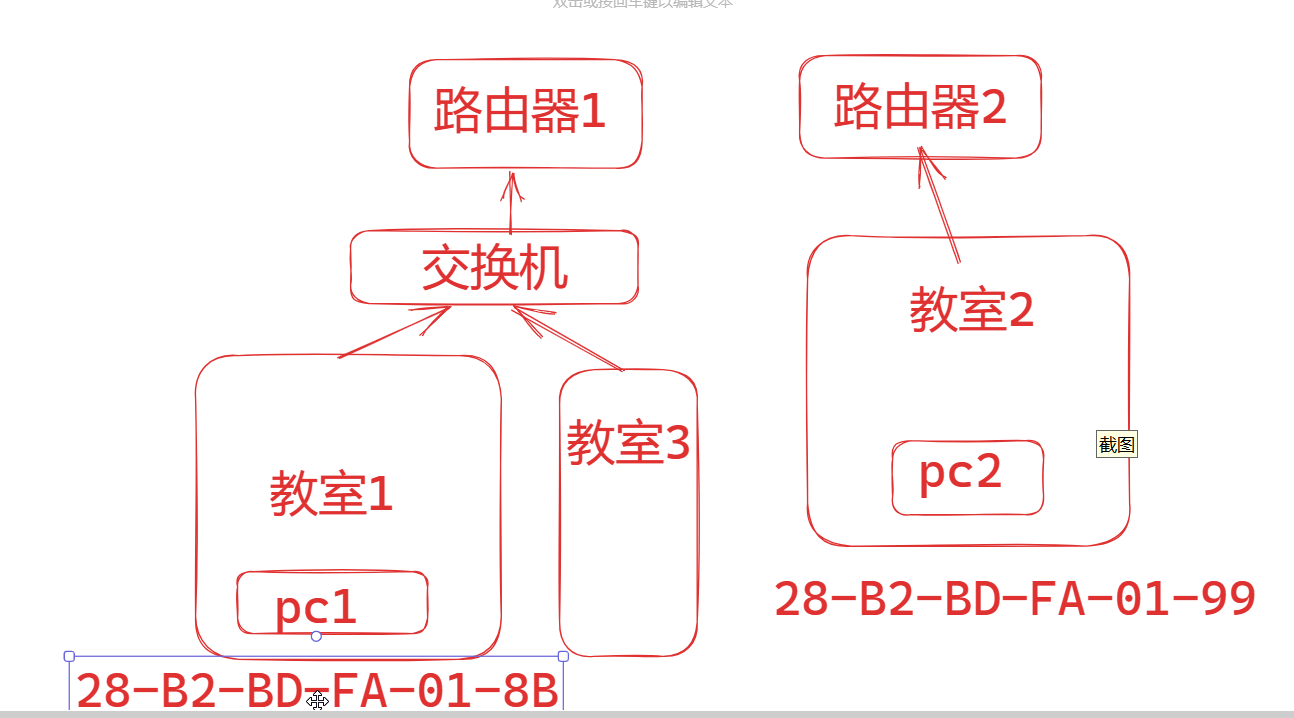 双击或按回车键以编辑文本
路由器1
路由器2
交换机
教室2
教室3
截图
教室1
pc2
pc1
28-B2-BD-FA-01-99
28-B2-BD-FA-01-8B